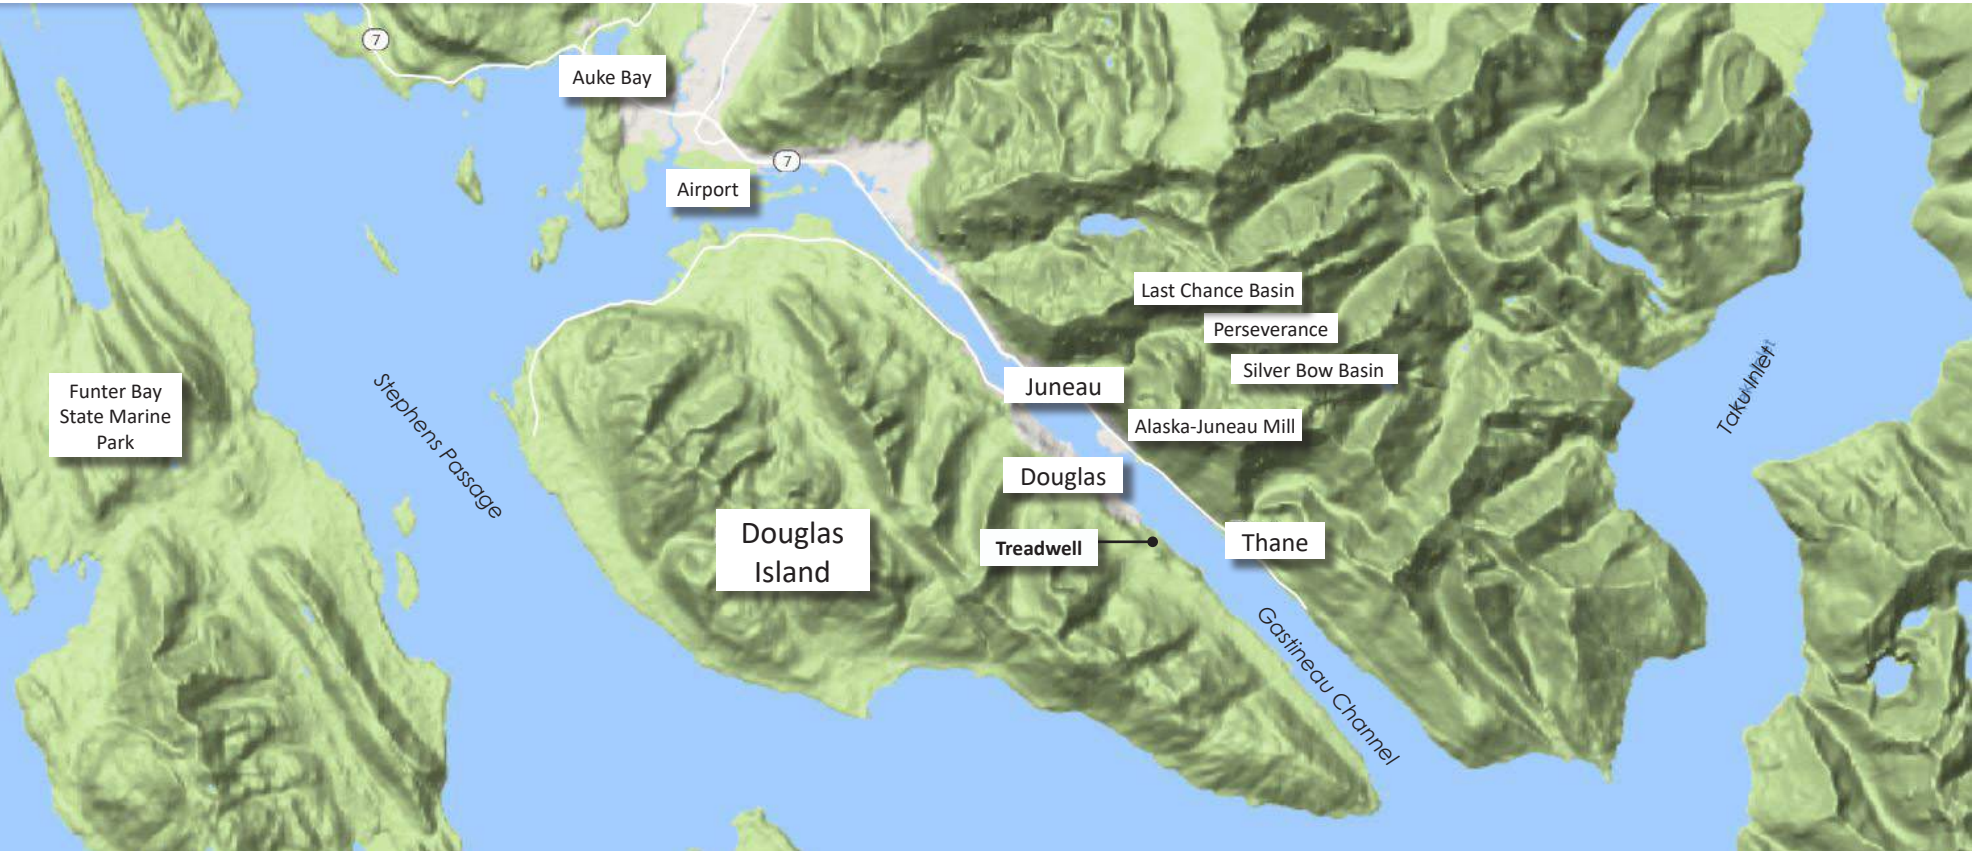 7
Auke Bay
7
Airport
Last Chance Basin
Perseverance
Silver Bow Basin
Juneau
Alaska-Juneau Mill
Funter Bay
State Marine
Park
Stephens Passage
Taku Inlet
Douglas
Douglas
Island
Treadwell
Thane
Gastineau Channel